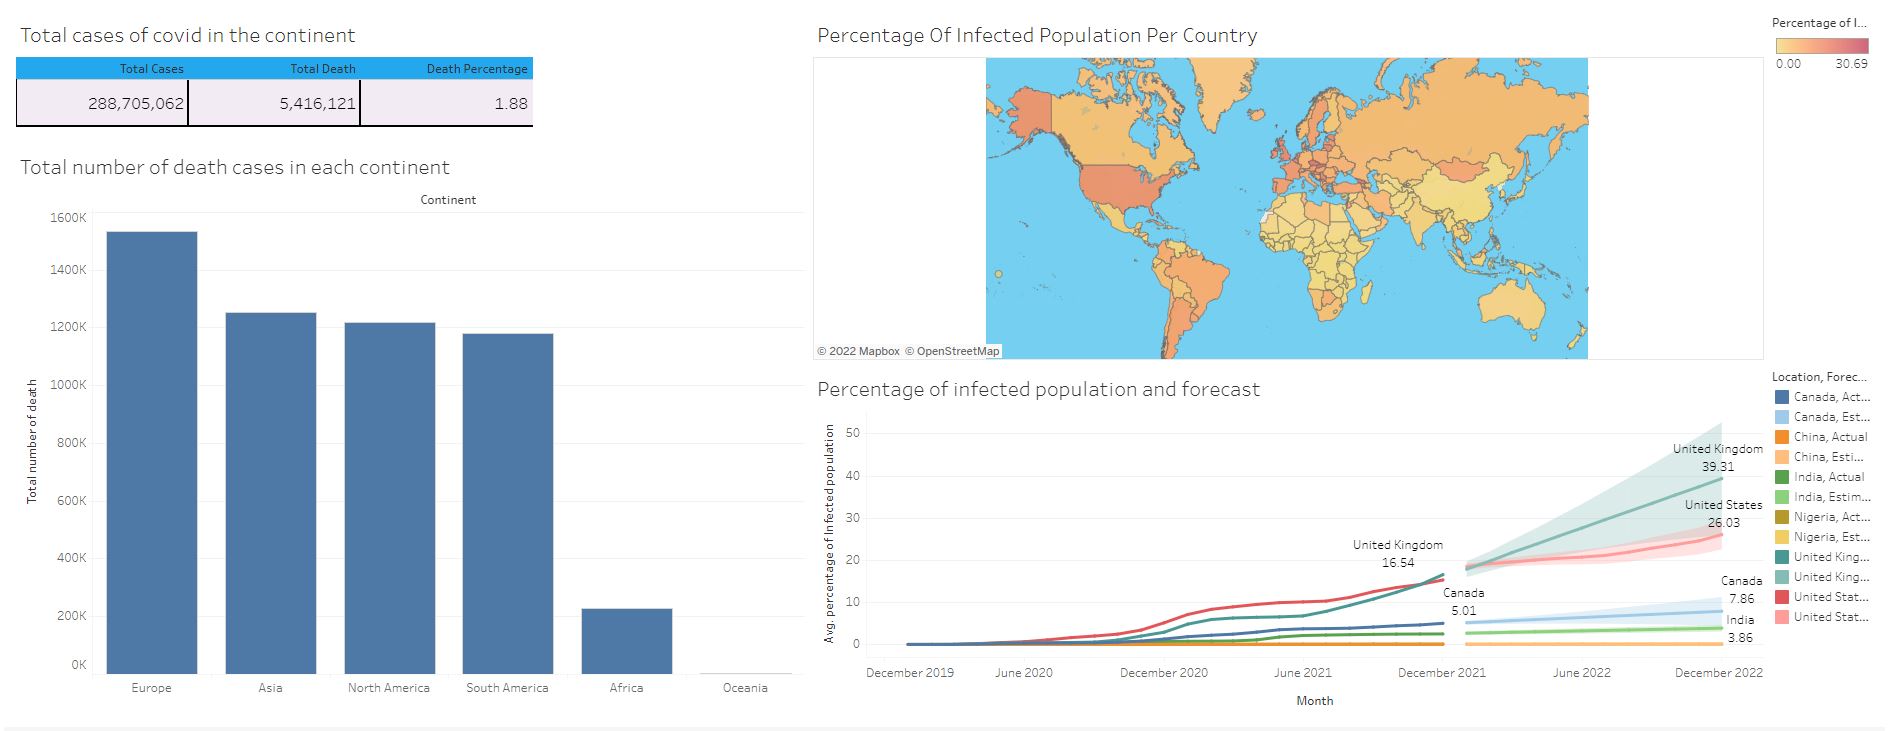 Total cases of covid in the continent
Total Cases Total Death Death Percentage
288,705,062 5,416,121 1.88
Total number of death cases in each continent
Continent
Total number of death
1600K
1400K
1200K
1000K
800K
600K
400K
200K
0K
Europe Asia North America South America Africa Oceania
Percentage Of Infected Population Per Country
© 2022 Mapbox © OpenStreetMap
Percentage of I...
0.00 30.69
Percentage of infected population and forecast
Avg. percentage of Infected population
50
40
30
20
10
0
United Kingdom
16.54
Canada
5.01
United Kingdom
39.31
United States
26.03
Canada
7.86
India
3.86
December 2019 June 2020 December 2020 June 2021 December 2021 June 2022 December 2022
Month
Location, Forec...
Canada, Act...
Canada, Est...
China, Actual
China, Esti...
India, Actual
India, Estim...
Nigeria, Act...
Nigeria, Est...
United King...
United King...
United Stat...
United Stat...